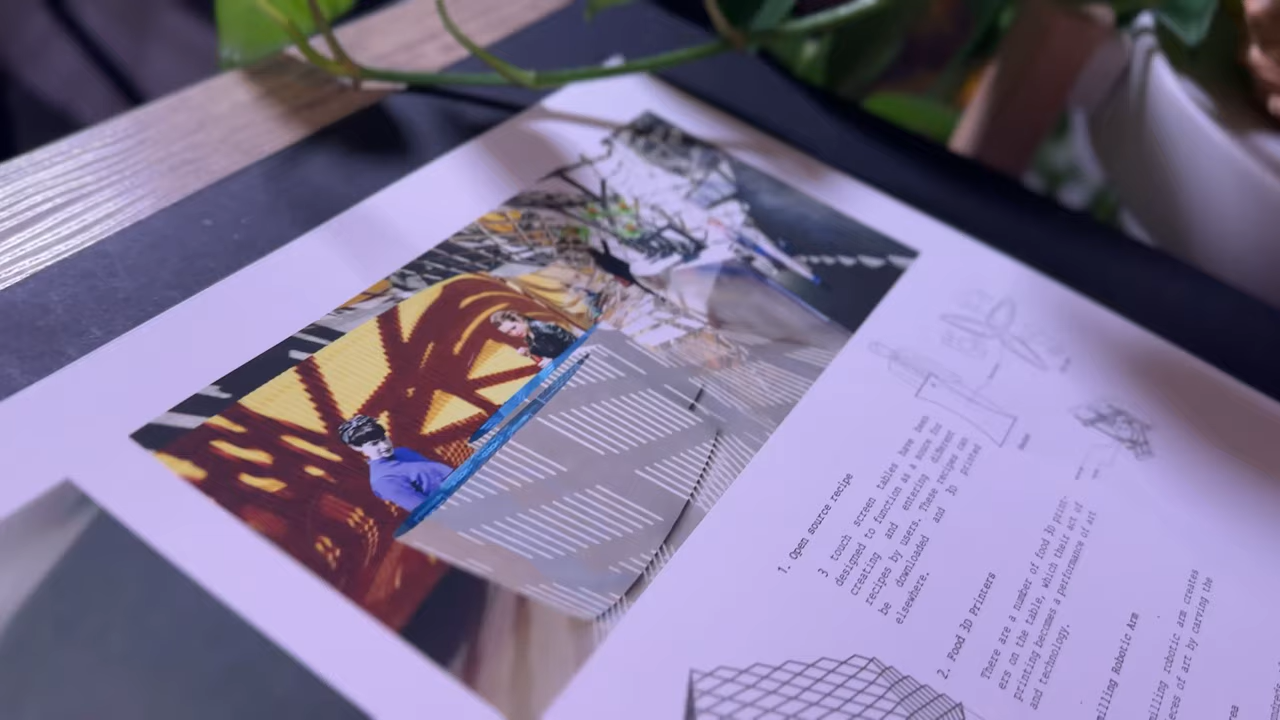 1. Open source recipe
3 touch screen tables have been
designed to function as a source for
creating and entering different
recipes by users. These recipes can
be downloaded and 3D printed
elsewhere.
2. Food 3D Printers
There are a number of food 3D print-
ers on the table, which their act of
printing becomes a performance of art
and technology.
illing Robotic Arm
illing robotic arm creates
eces of art by carving the